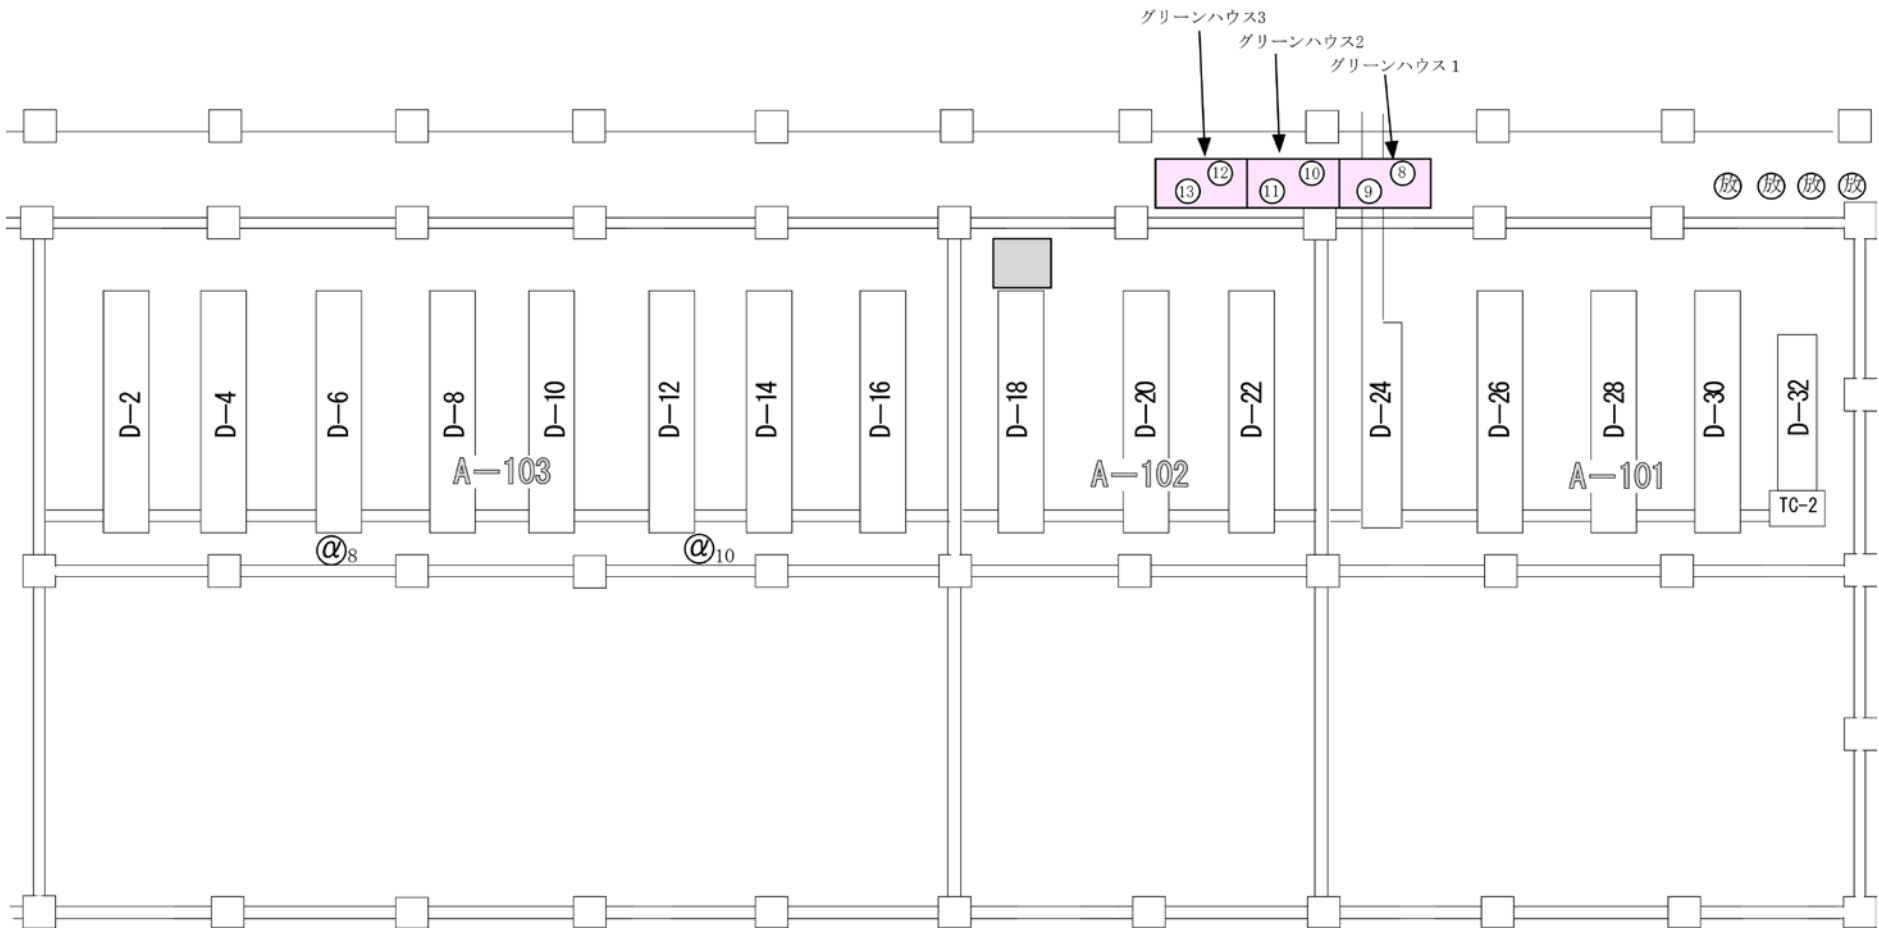 グリーンハウス3
グリーンハウス2
グリーンハウス1
⑫ ⑩ ⑧
⑬ ⑪ ⑨
放 放 放 放
D-2 D-4 D-6 D-8 D-10 D-12 D-14 D-16 D-18 D-20 D-22 D-24 D-26 D-28 D-30 D-32
A-103 A-102 A-101
TC-2
α8 α10